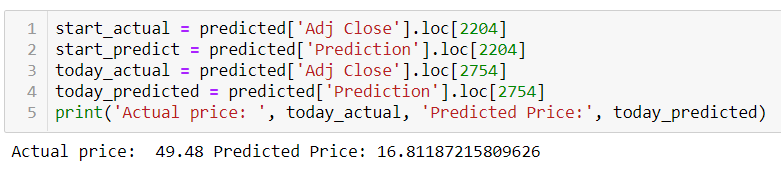 1 start_actual = predicted['Adj Close'].loc[2204]
2 start_predict = predicted['Prediction'].loc[2204]
3 today_actual = predicted['Adj Close'].loc[2754]
4 today_predicted = predicted['Prediction'].loc[2754]
5 print('Actual price: ', today_actual, 'Predicted Price:', today_predicted)
Actual price:  49.48 Predicted Price: 16.81187215809626